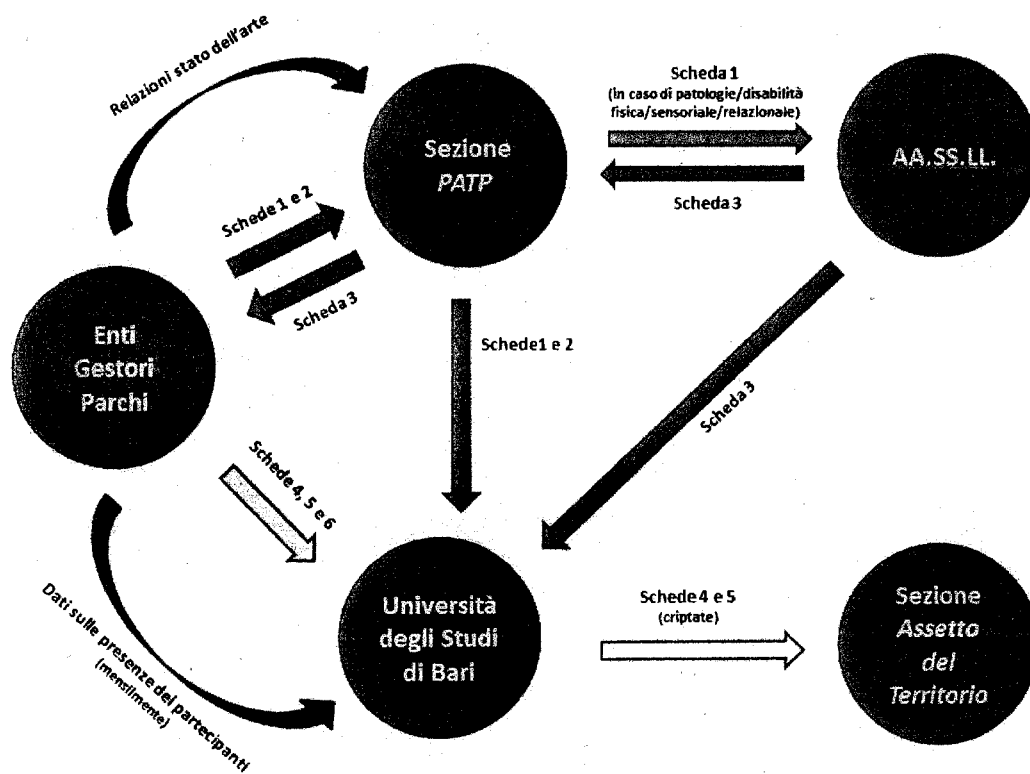 Relazioni stato dell'arte
Sezione
PATP
Scheda 1
(in caso di patologie/disabilità
fisica/sensoriale/relazionale)
Scheda 3
AA.SS.LL.
Schede 1 e 2
Scheda 3
Enti
Gestori
Parchi
Schede1 e 2
Scheda 3
Schede 4, 5 e 6
Dati sulle presenze dei partecipanti
(mensilmente)
Università
degli Studi
di Bari
Schede 4 e 5
(criptate)
Sezione
Assetto
del
Territorio